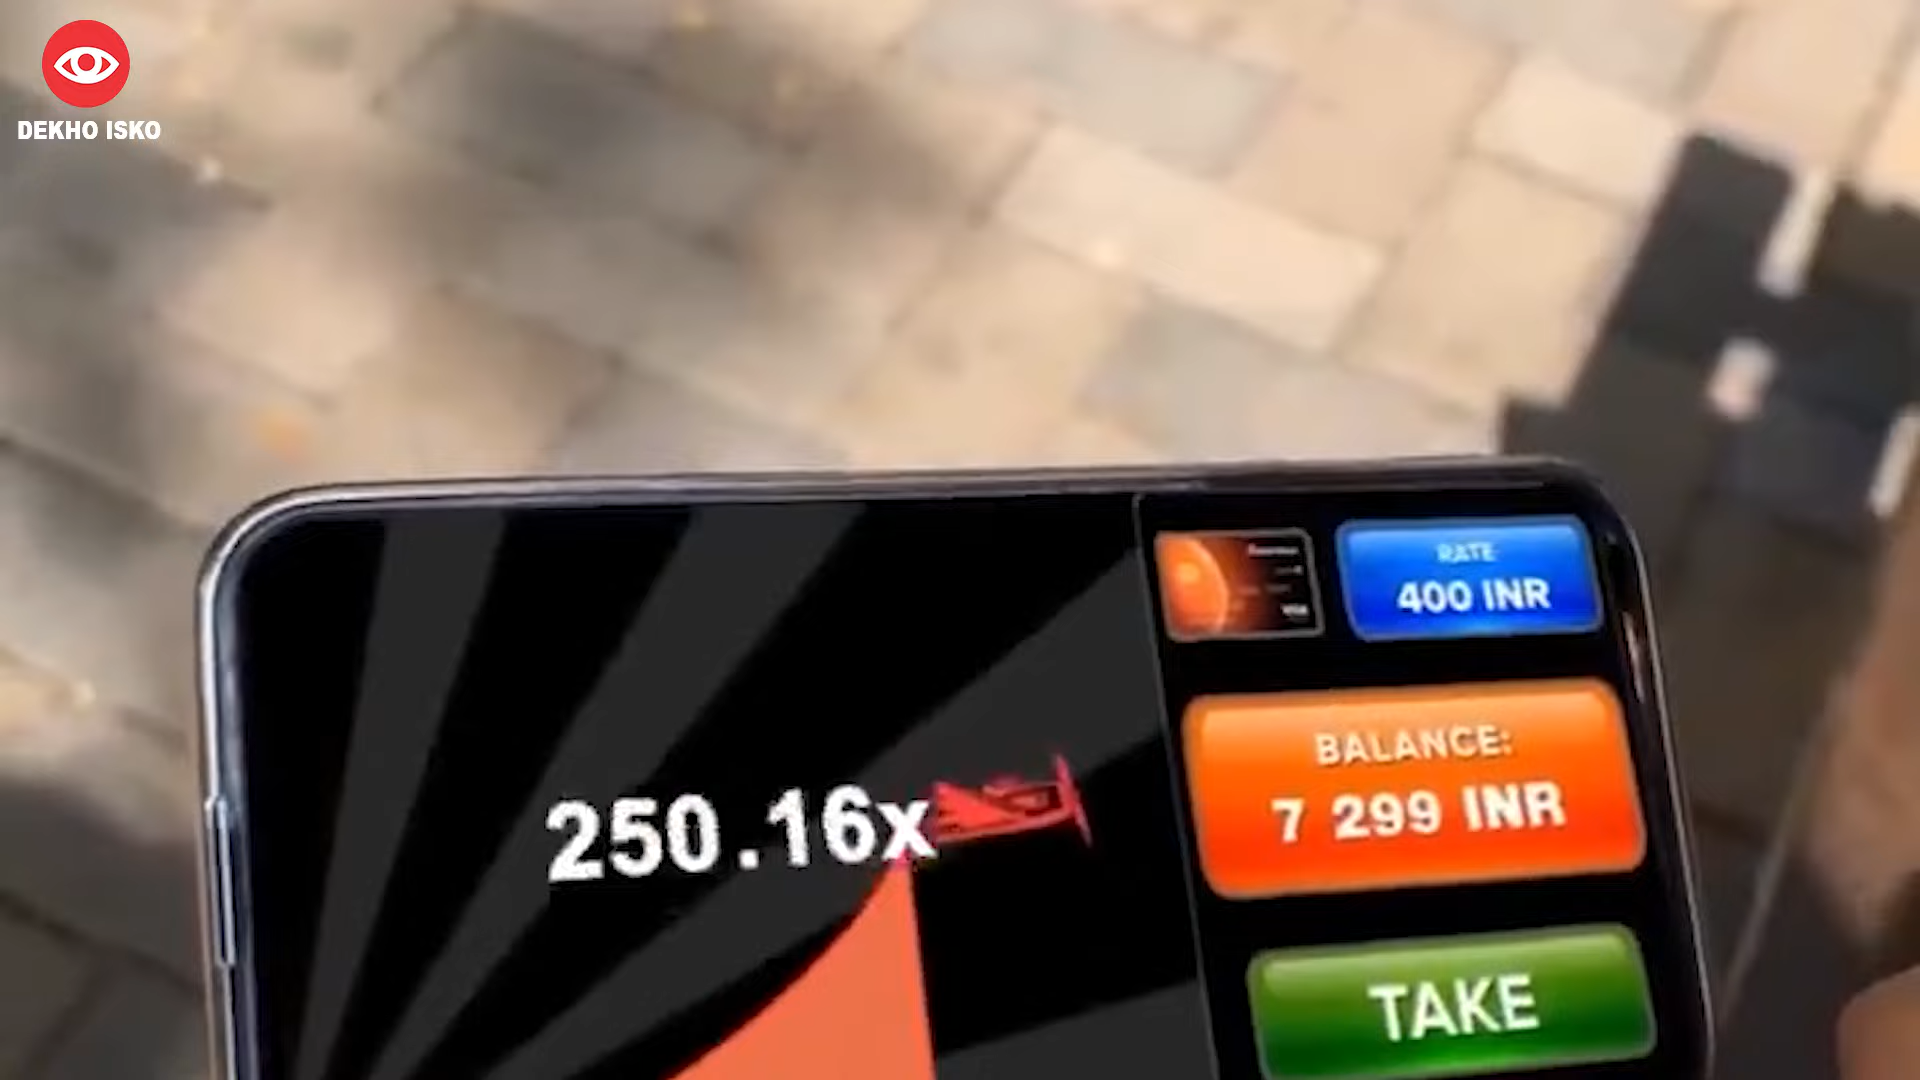 DEKHO ISKO
RATE
400 INR
BALANCE:
7 299 INR
250.16x
TAKE